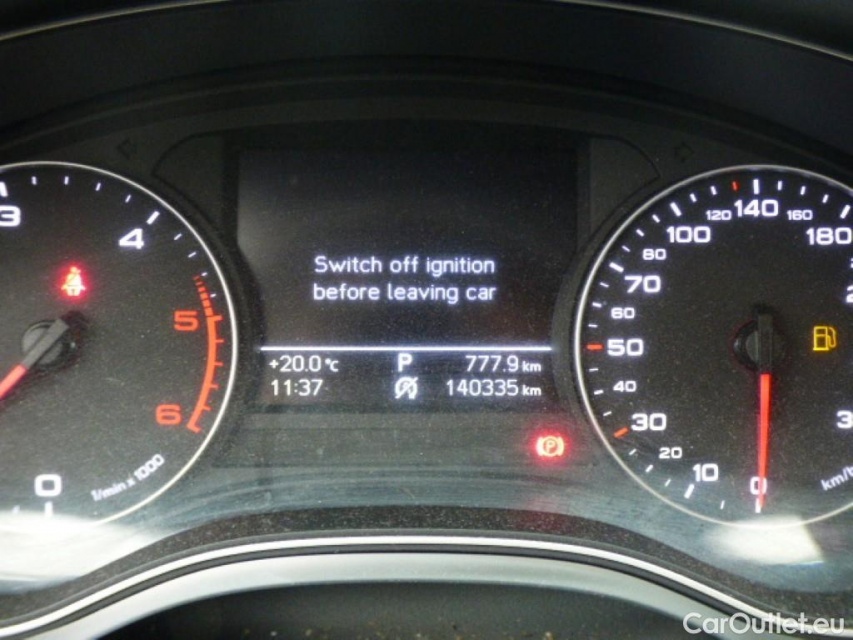 3
4
5
6
0
l/min x 1000
Switch off ignition
before leaving car
+20.0 °C P 777.9 km
11:37 140335 km
P
0
10
20
30
40
50
60
70
80
100
120
140
160
180
3
km/h
CarOutlet.eu